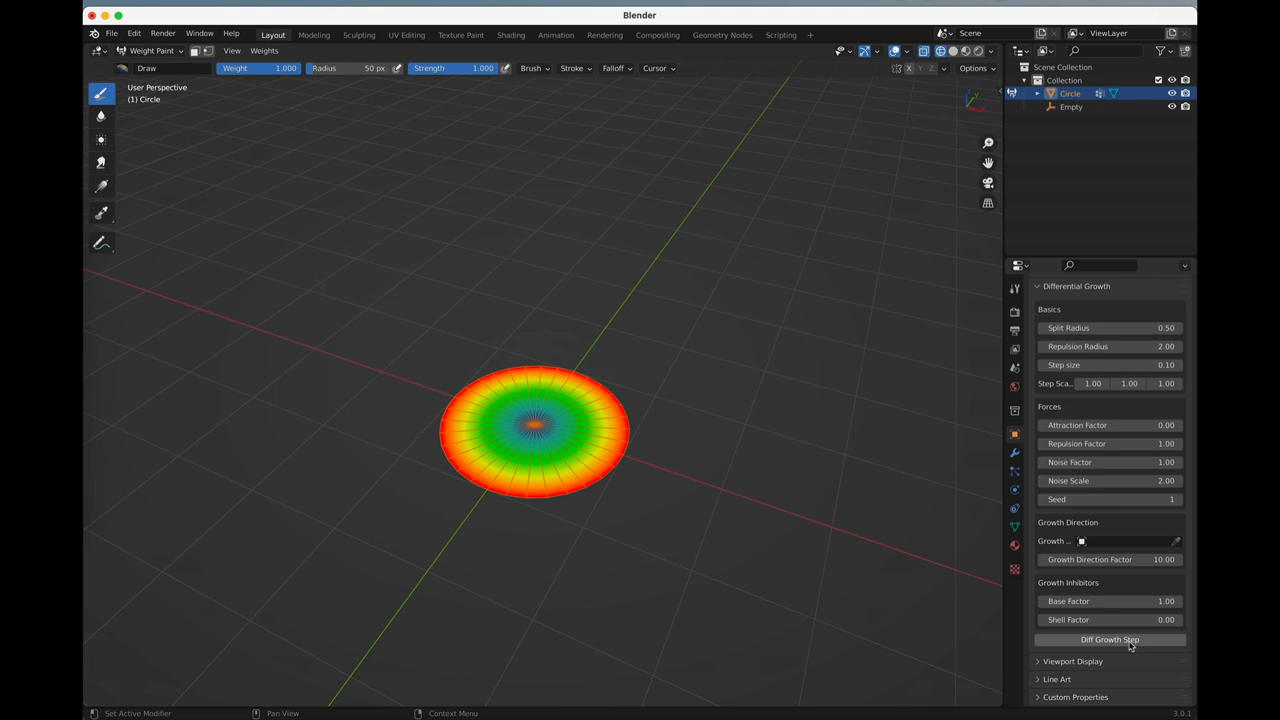 Blender
File Edit Render Window Help Layout Modeling Sculpting UV Editing Texture Paint Shading Animation Rendering Compositing Geometry Nodes Scripting + Scene ViewLayer
Weight Paint View Weights
Draw Weight 1.000 Radius 50 px Strength 1.000 Brush Stroke Falloff Cursor X Y Z Options
User Perspective
(1) Circle
Scene Collection
Collection
Circle
Empty
Differential Growth
Basics
Split Radius 0.50
Repulsion Radius 2.00
Step size 0.10
Step Sca... 1.00 1.00 1.00
Forces
Attraction Factor 0.00
Repulsion Factor 1.00
Noise Factor 1.00
Noise Scale 2.00
Seed 1
Growth Direction
Growth ...
Growth Direction Factor 10.00
Growth Inhibitors
Base Factor 1.00
Shell Factor 0.00
Diff Growth Step
Viewport Display
Line Art
Custom Properties
Set Active Modifier Pan View Context Menu 3.0.1